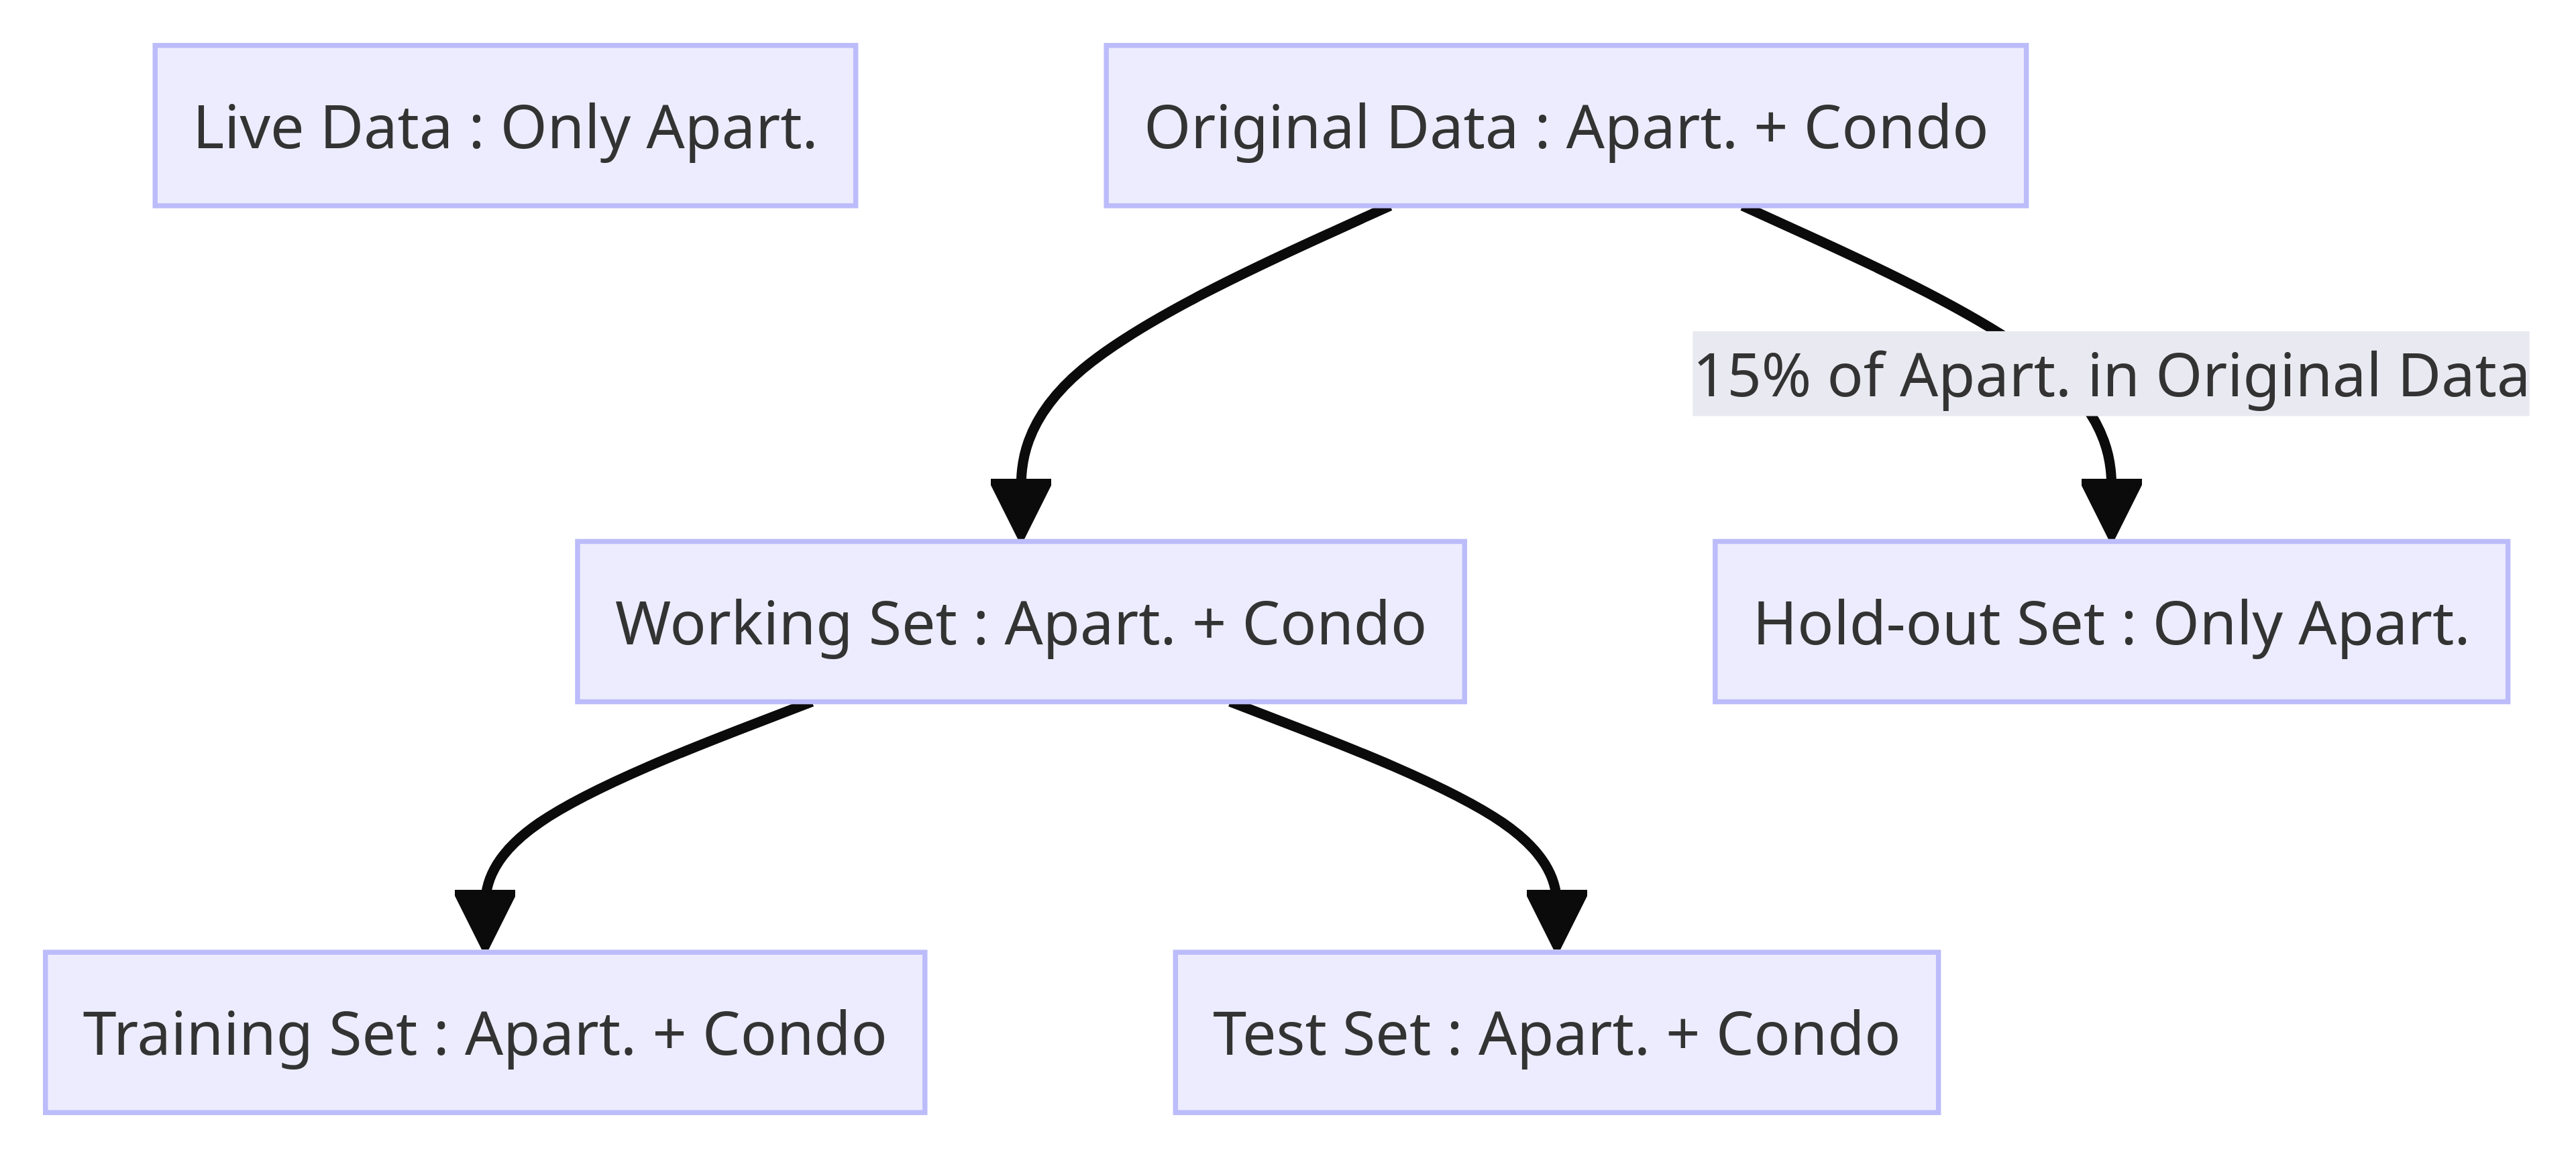 Live Data : Only Apart.
Original Data : Apart. + Condo
15% of Apart. in Original Data
Working Set : Apart. + Condo
Hold-out Set : Only Apart.
Training Set : Apart. + Condo
Test Set : Apart. + Condo